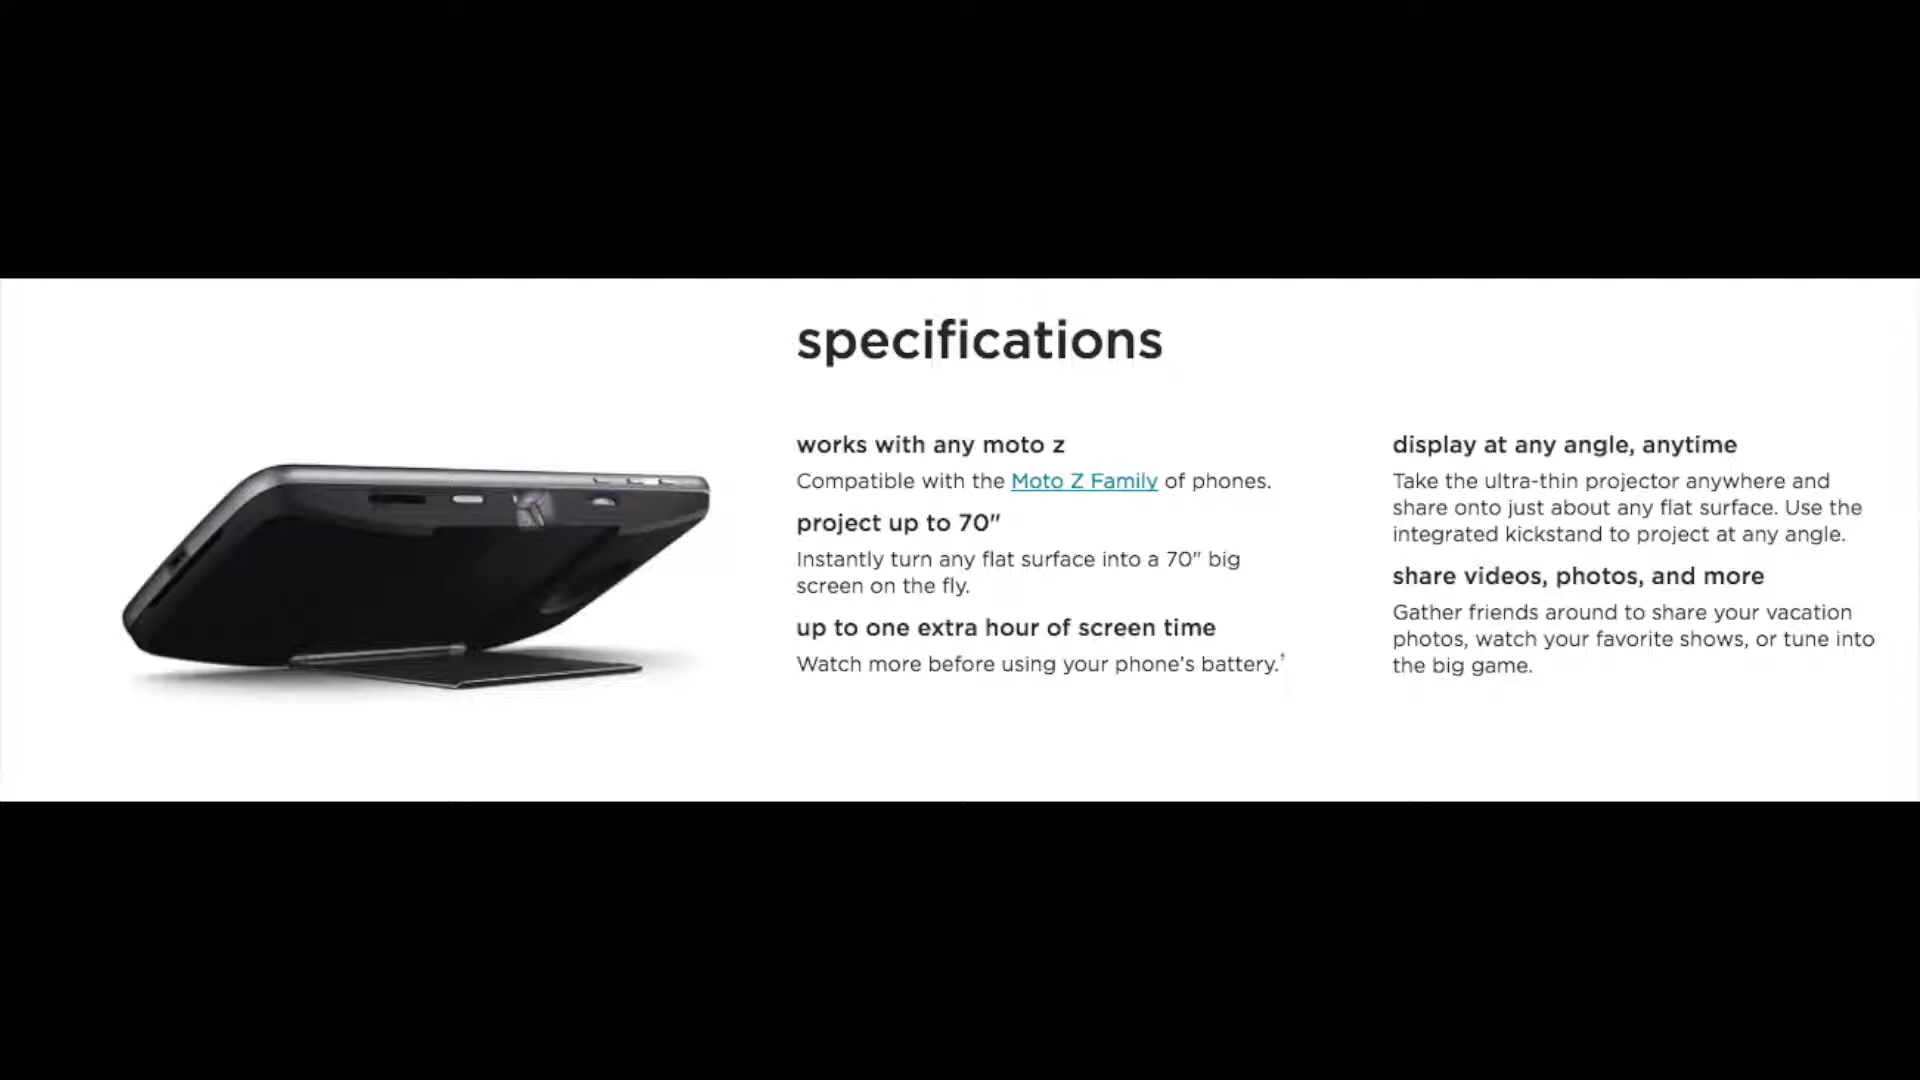 specifications
works with any moto z
Compatible with the Moto Z Family of phones.
project up to 70"
Instantly turn any flat surface into a 70" big
screen on the fly.
up to one extra hour of screen time
Watch more before using your phone's battery.†
display at any angle, anytime
Take the ultra-thin projector anywhere and
share onto just about any flat surface. Use the
integrated kickstand to project at any angle.
share videos, photos, and more
Gather friends around to share your vacation
photos, watch your favorite shows, or tune into
the big game.